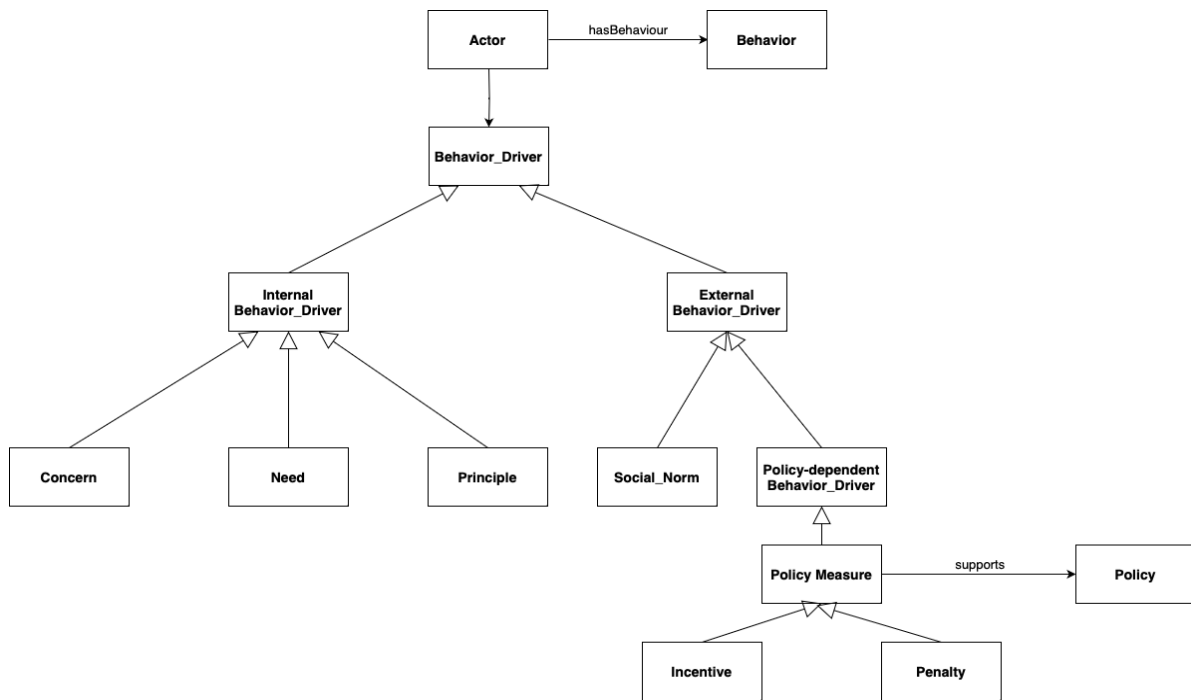 Actor
hasBehaviour
Behavior
Behavior_Driver
Internal
Behavior_Driver
External
Behavior_Driver
Concern
Need
Principle
Social_Norm
Policy-dependent
Behavior_Driver
Policy Measure
supports
Policy
Incentive
Penalty